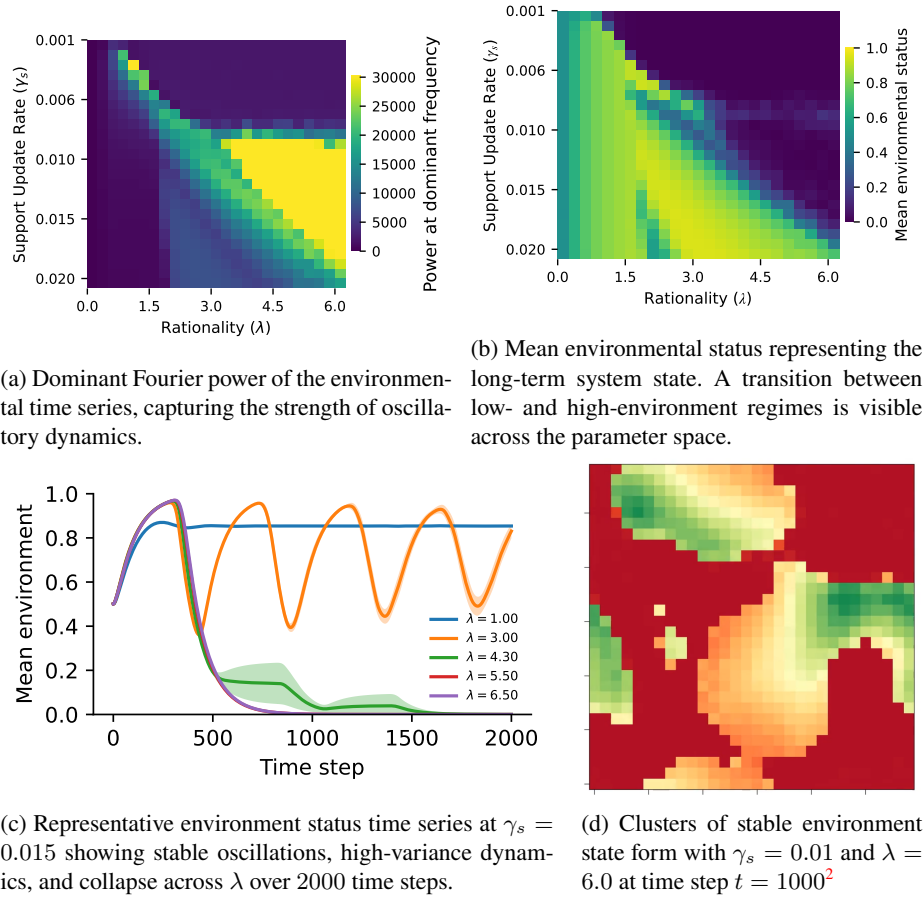 0.001
0.006
0.010
0.015
0.020
Support Update Rate (γₛ)
0.0 1.5 3.0 4.5 6.0
Rationality (λ)
30000
25000
20000
15000
10000
5000
0
Power at dominant frequency
(a) Dominant Fourier power of the environmen-
tal time series, capturing the strength of oscilla-
tory dynamics.
0.001
0.006
0.010
0.015
0.020
Support Update Rate (γₛ)
0.0 1.5 3.0 4.5 6.0
Rationality (λ)
1.0
0.8
0.6
0.4
0.2
0.0
Mean environmental status
(b) Mean environmental status representing the
long-term system state. A transition between
low- and high-environment regimes is visible
across the parameter space.
1.0
0.8
0.6
0.4
0.2
0.0
Mean environment
λ = 1.00
λ = 3.00
λ = 4.30
λ = 5.50
λ = 6.50
0 500 1000 1500 2000
Time step
(c) Representative environment status time series at γₛ =
0.015 showing stable oscillations, high-variance dynam-
ics, and collapse across λ over 2000 time steps.
(d) Clusters of stable environment
state form with γₛ = 0.01 and λ =
6.0 at time step t = 1000²